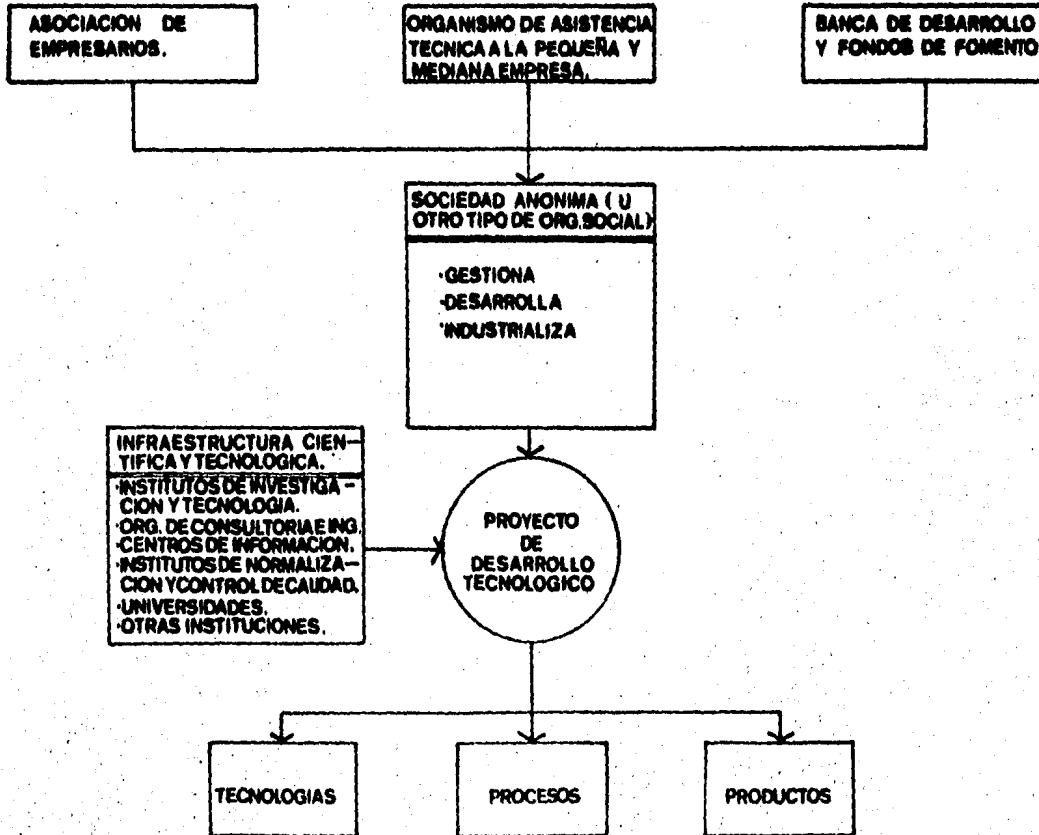 ASOCIACION DE
EMPRESARIOS.
ORGANISMO DE ASISTENCIA
TECNICA A LA PEQUEÑA Y
MEDIANA EMPRESA.
BANCA DE DESARROLLO
Y FONDOS DE FOMENTO
SOCIEDAD ANONIMA ( U
OTRO TIPO DE ORG. SOCIAL)
·GESTIONA
·DESARROLLA
·INDUSTRIALIZA
INFRAESTRUCTURA CIEN-
TIFICA Y TECNOLOGICA.
·INSTITUTOS DE INVESTIGA-
CION Y TECNOLOGIA.
·ORG. DE CONSULTORIA E ING.
·CENTROS DE INFORMACION.
·INSTITUTOS DE NORMALIZA-
CION Y CONTROL DE CALIDAD.
·UNIVERSIDADES.
·OTRAS INSTITUCIONES.
PROYECTO
DE
DESARROLLO
TECNOLOGICO
TECNOLOGIAS
PROCESOS
PRODUCTOS